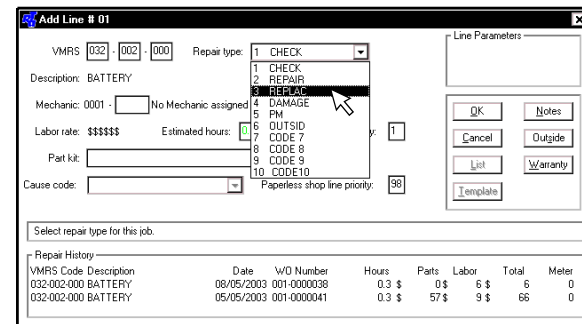 Add Line # 01
Line Parameters
VMRS 032 - 002 - 000 Repair type: 1 CHECK
1 CHECK
2 REPAIR
3 REPLAC
4 DAMAGE
5 PM
6 OUTSID
7 CODE 7
8 CODE 8
9 CODE 9
10 CODE10
Description: BATTERY
Mechanic: 0001 - No Mechanic assigned
Labor rate: $$$$$$ Estimated hours: 0 y: 1
Part kit:
Cause code: Paperless shop line priority: 98
OK Notes
Cancel Outside
List Warranty
Template
Select repair type for this job.
Repair History
VMRS Code Description Date WO Number Hours Parts Labor Total Meter
032-002-000 BATTERY 08/05/2003 001-0000038 0.3 $ 0 $ 6 $ 6 0
032-002-000 BATTERY 05/05/2003 001-0000041 0.3 $ 57 $ 9 $ 66 0